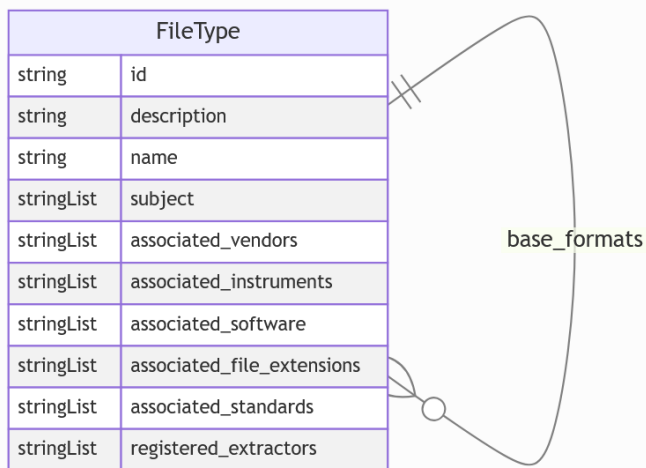 FileType
string id
string description
string name
stringList subject
stringList associated_vendors
stringList associated_instruments
stringList associated_software
stringList associated_file_extensions
stringList associated_standards
stringList registered_extractors
base_formats